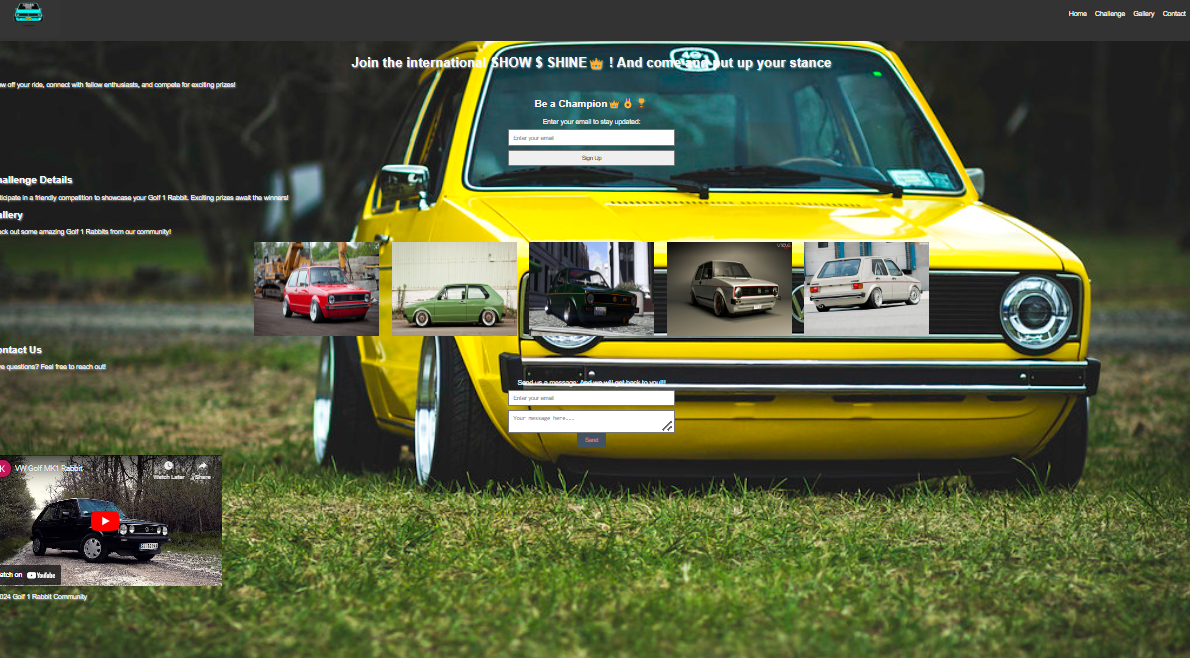 Home Challenge Gallery Contact
Join the international SHOW $ SHINE👑 ! And come and put up your stance
w off your ride, connect with fellow enthusiasts, and compete for exciting prizes!
Be a Champion👑 🏅 🏆
Enter your email to stay updated:
Enter your email
Sign Up
hallenge Details
ticipate in a friendly competition to showcase your Golf 1 Rabbit. Exciting prizes await the winners!
allery
eck out some amazing Golf 1 Rabbits from our community!
ontact Us
ve questions? Feel free to reach out!
Send us a message: And we will get back to you!!!
Enter your email
Your message here...
Send
K VW Golf MK1 Rabbit
Watch Later Share
atch on YouTube
024 Golf 1 Rabbit Community